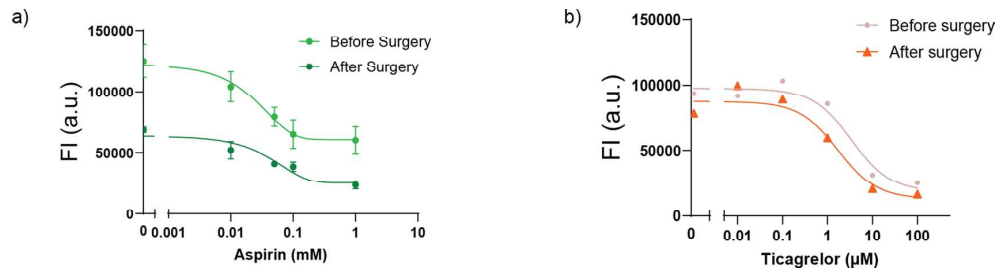 a)
150000
100000
50000
0
FI (a.u.)
Before Surgery
After Surgery
0 0.001 0.01 0.1 1 10
Aspirin (mM)
b)
150000
100000
50000
0
FI (a.u.)
Before surgery
After surgery
0 0.01 0.1 1 10 100
Ticagrelor (µM)